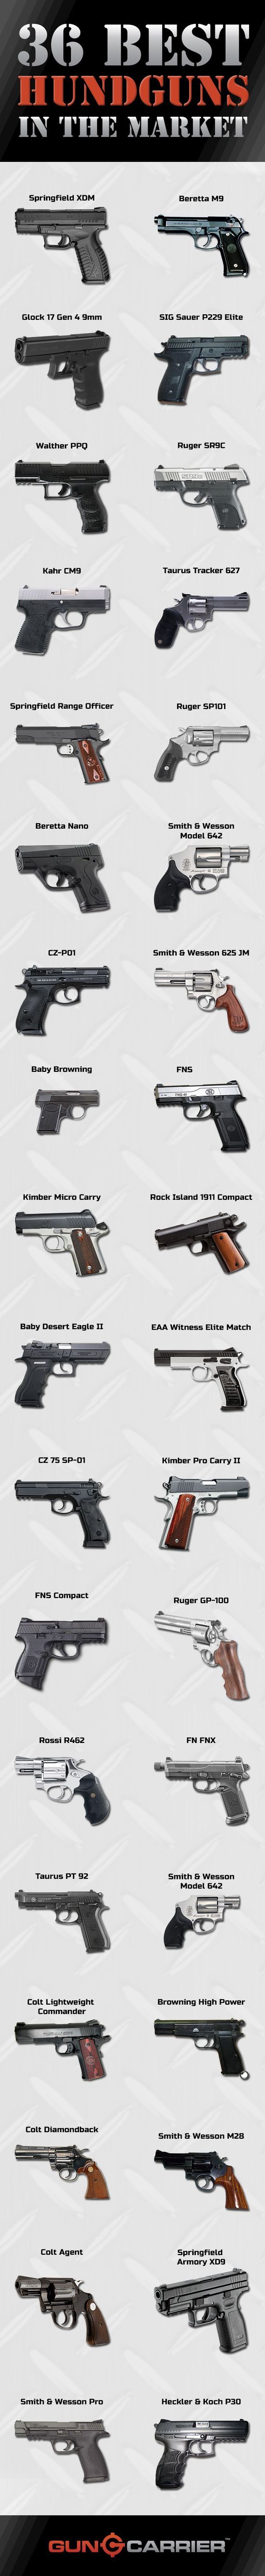 36 BEST
HUNDGUNS
IN THE MARKET
Springfield XDM
Beretta M9
Glock 17 Gen 4 9mm
SIG Sauer P229 Elite
Walther PPQ
Ruger SR9C
Kahr CM9
Taurus Tracker 627
Springfield Range Officer
Ruger SP101
Beretta Nano
Smith & Wesson
Model 642
CZ-P01
Smith & Wesson 625 JM
Baby Browning
FNS
Kimber Micro Carry
Rock Island 1911 Compact
Baby Desert Eagle II
EAA Witness Elite Match
CZ 75 SP-01
Kimber Pro Carry II
FNS Compact
Ruger GP-100
Rossi R462
FN FNX
Taurus PT 92
Smith & Wesson
Model 642
Colt Lightweight
Commander
Browning High Power
Colt Diamondback
Smith & Wesson M28
Colt Agent
Springfield
Armory XD9
Smith & Wesson Pro
Heckler & Koch P30
GUN CARRIER